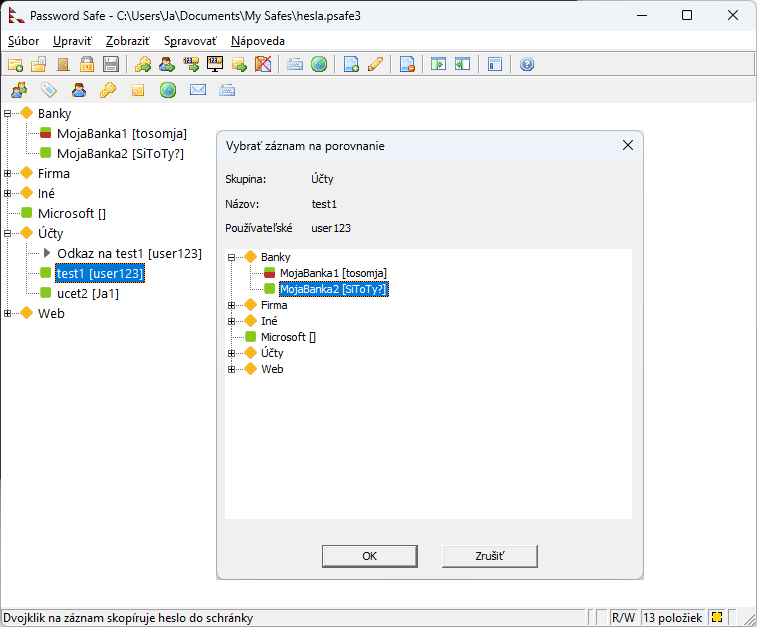 Password Safe - C:\Users\Ja\Documents\My Safes\hesla.psafe3
Súbor Upraviť Zobraziť Spravovať Nápoveda
Banky
MojaBanka1 [tosomja]
MojaBanka2 [SiToTy?]
Firma
Iné
Microsoft []
Účty
Odkaz na test1 [user123]
test1 [user123]
ucet2 [Ja1]
Web
Vybrať záznam na porovnanie
Skupina: Účty
Názov: test1
Používateľské user123
Banky
MojaBanka1 [tosomja]
MojaBanka2 [SiToTy?]
Firma
Iné
Microsoft []
Účty
Web
OK Zrušiť
Dvojklik na záznam skopíruje heslo do schránky R/W 13 položiek